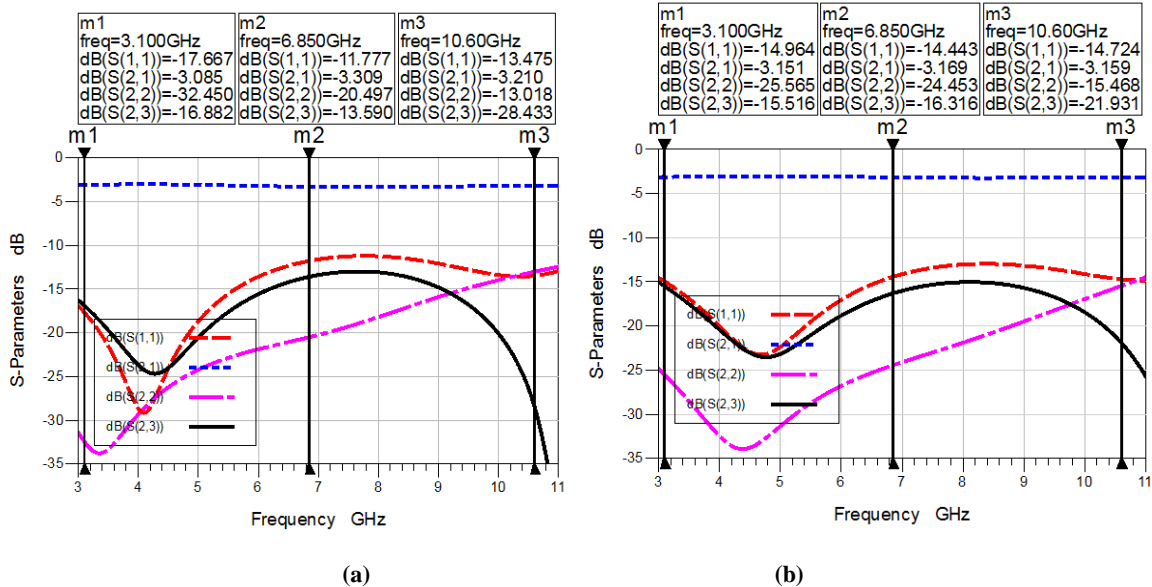 m1
freq=3.100GHz
dB(S(1,1))=-17.667
dB(S(2,1))=-3.085
dB(S(2,2))=-32.450
dB(S(2,3))=-16.882
m2
freq=6.850GHz
dB(S(1,1))=-11.777
dB(S(2,1))=-3.309
dB(S(2,2))=-20.497
dB(S(2,3))=-13.590
m3
freq=10.60GHz
dB(S(1,1))=-13.475
dB(S(2,1))=-3.210
dB(S(2,2))=-13.018
dB(S(2,3))=-28.433
m1
m2
m3
0
-5
-10
-15
-20
-25
-30
-35
S-Parameters dB
dB(S(1,1))
dB(S(2,1))
dB(S(2,2))
dB(S(2,3))
3 4 5 6 7 8 9 10 11
Frequency GHz
(a)
m1
freq=3.100GHz
dB(S(1,1))=-14.964
dB(S(2,1))=-3.151
dB(S(2,2))=-25.565
dB(S(2,3))=-15.516
m2
freq=6.850GHz
dB(S(1,1))=-14.443
dB(S(2,1))=-3.169
dB(S(2,2))=-24.453
dB(S(2,3))=-16.316
m3
freq=10.60GHz
dB(S(1,1))=-14.724
dB(S(2,1))=-3.159
dB(S(2,2))=-15.468
dB(S(2,3))=-21.931
m1
m2
m3
0
-5
-10
-15
-20
-25
-30
-35
S-Parameters dB
dB(S(1,1))
dB(S(2,1))
dB(S(2,2))
dB(S(2,3))
3 4 5 6 7 8 9 10 11
Frequency GHz
(b)